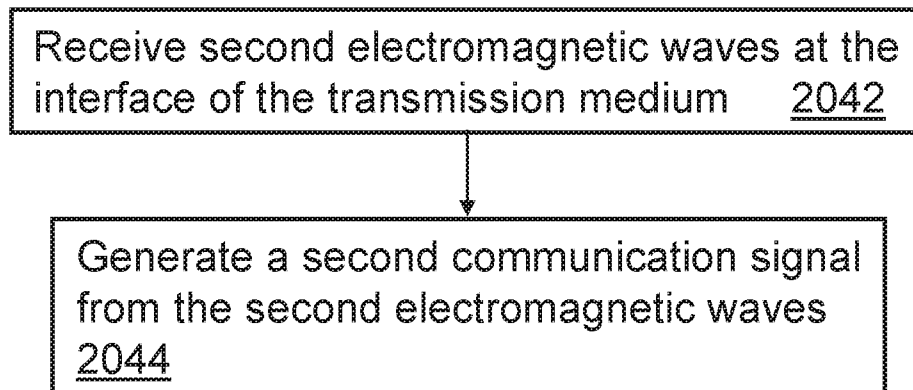 Receive second electromagnetic waves at the
interface of the transmission medium 2042
Generate a second communication signal
from the second electromagnetic waves
2044